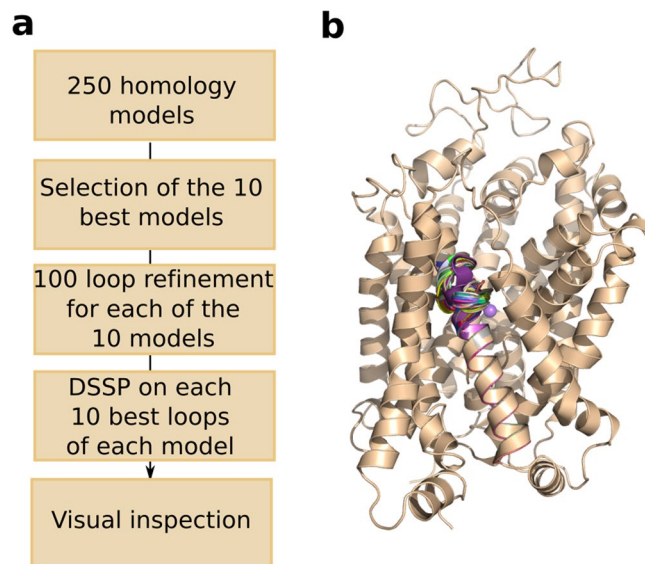 a
250 homology
models
Selection of the 10
best models
100 loop refinement
for each of the
10 models
DSSP on each
10 best loops
of each model
Visual inspection
b